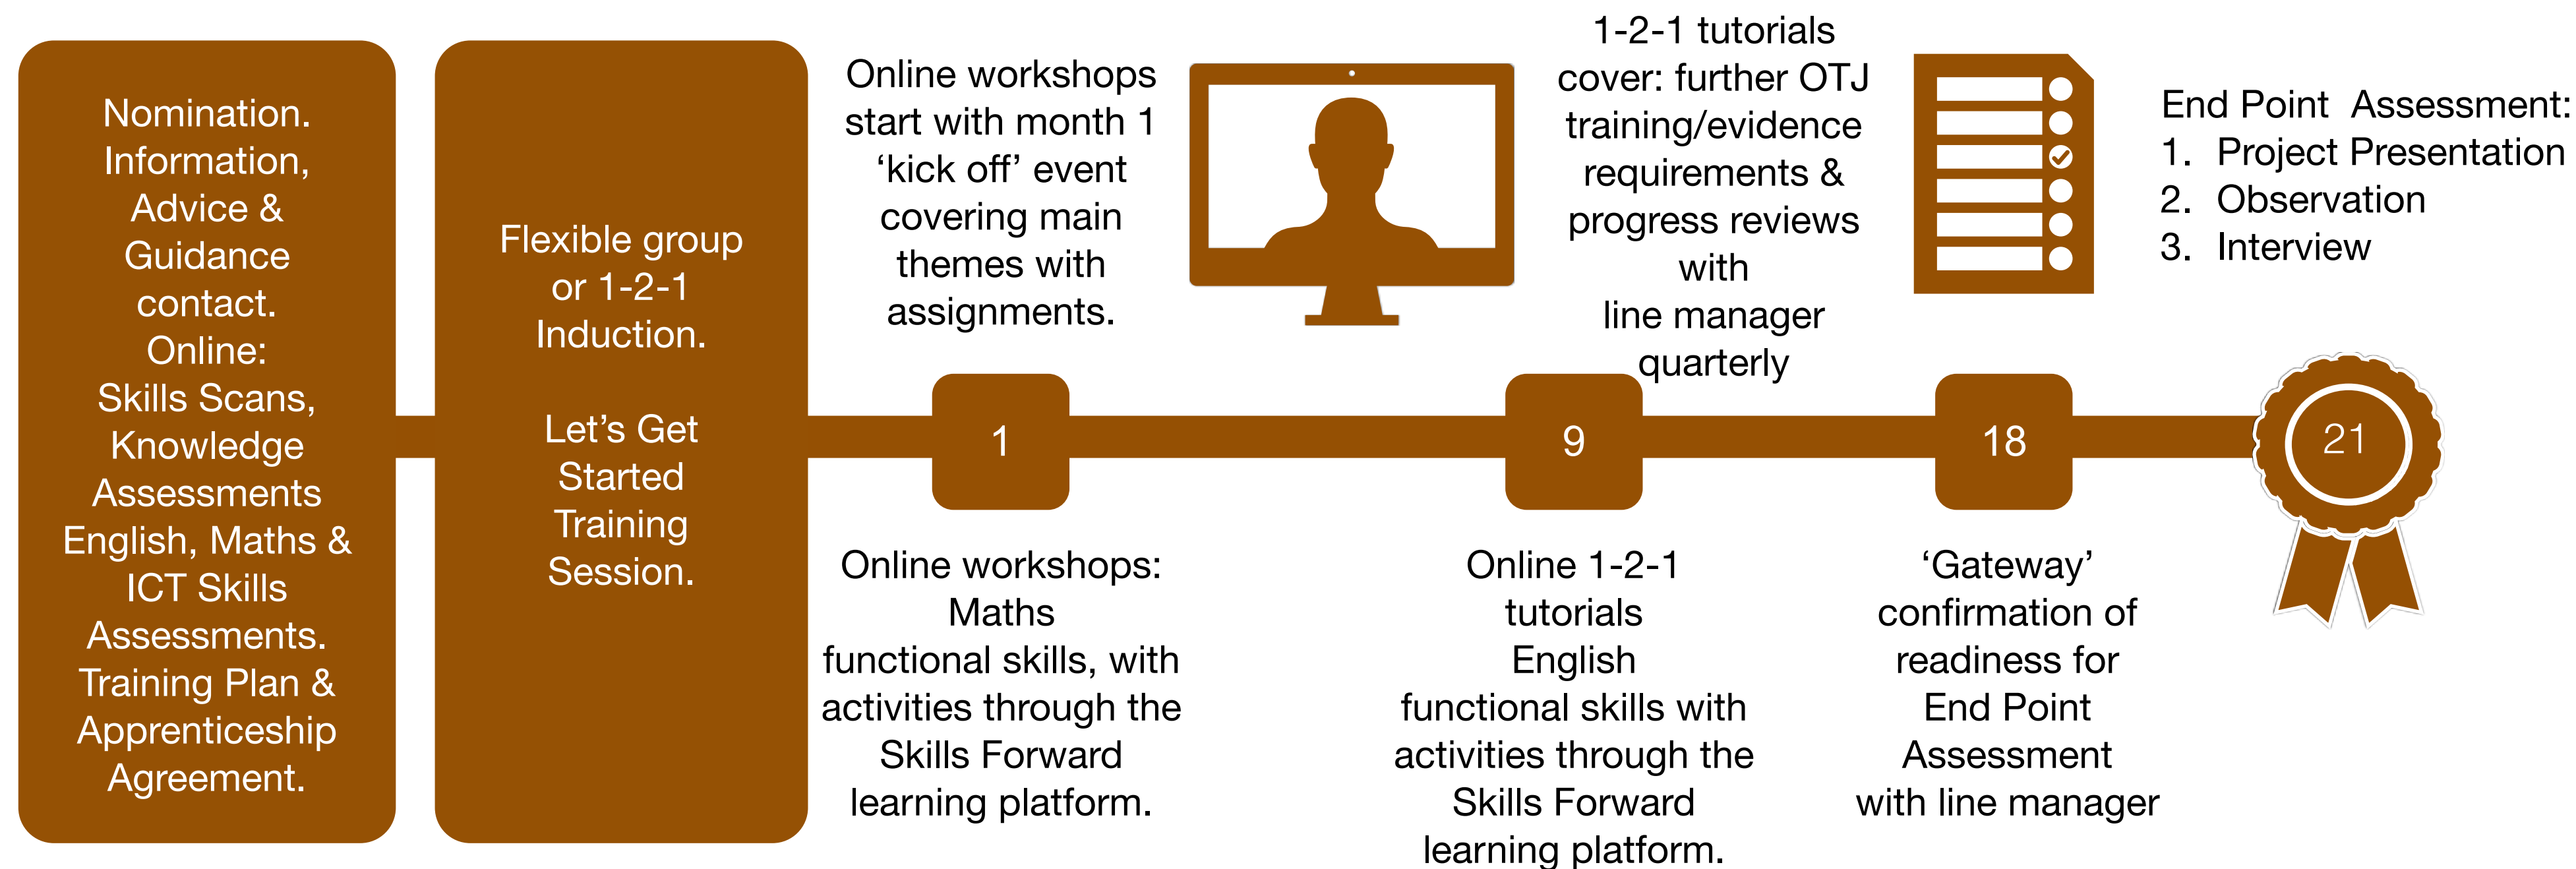 Nomination.
Information,
Advice &
Guidance
contact.
Online:
Skills Scans,
Knowledge
Assessments
English, Maths &
ICT Skills
Assessments.
Training Plan &
Apprenticeship
Agreement.
Flexible group
or 1-2-1
Induction.
Let’s Get
Started
Training
Session.
Online workshops
start with month 1
‘kick off’ event
covering main
themes with
assignments.
1
Online workshops:
Maths
functional skills, with
activities through the
Skills Forward
learning platform.
1-2-1 tutorials
cover: further OTJ
training/evidence
requirements &
progress reviews
with
line manager
quarterly
9
Online 1-2-1
tutorials
English
functional skills with
activities through the
Skills Forward
learning platform.
18
‘Gateway’
confirmation of
readiness for
End Point
Assessment
with line manager
End Point Assessment:
1. Project Presentation
2. Observation
3. Interview
21